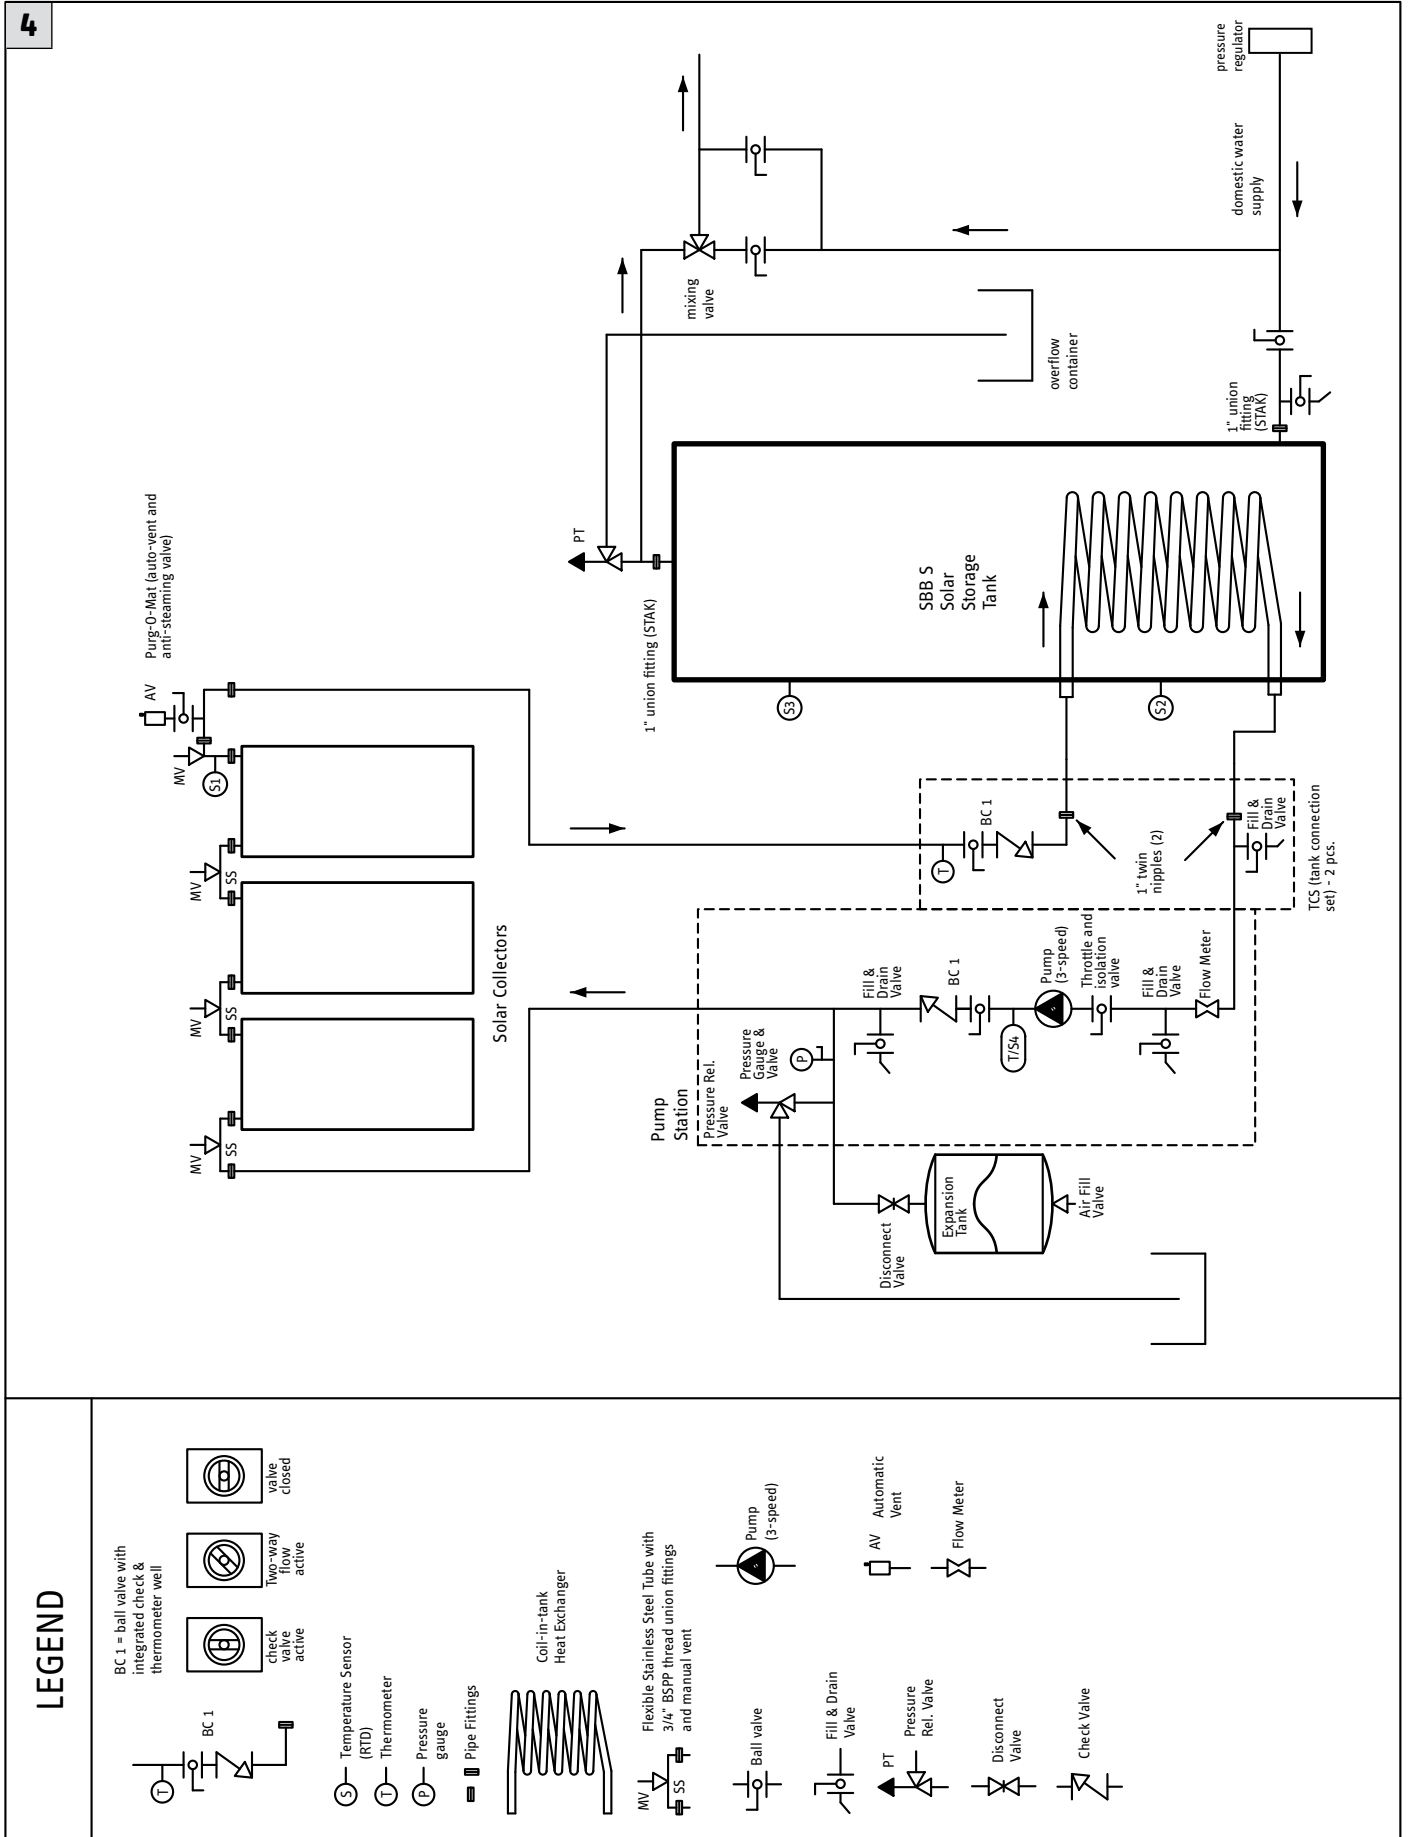 4
Purg-O-Mat (auto-vent and
anti-steaming valve)
AV
MV
S1
MV
SS
MV
SS
MV
SS
Solar Collectors
pressure
regulator
domestic water
supply
mixing
valve
overflow
container
PT
1" union fitting (STAK)
1" union
fitting
(STAK)
SBB S
Solar
Storage
Tank
S3
S2
T
BC 1
1" twin
nipples (2)
Fill &
Drain
Valve
TCS (tank connection
set) - 2 pcs.
Pump
Station
Pressure Rel.
Valve
Pressure
Gauge &
Valve
P
Fill &
Drain
Valve
BC 1
T/S4
Pump
(3-speed)
Throttle and
isolation
valve
Fill &
Drain
Valve
Flow Meter
Disconnect
Valve
Expansion
Tank
Air Fill
Valve
LEGEND
BC 1 = ball valve with
integrated check &
thermometer well
T
BC 1
check
valve
active
Two-way
flow
active
valve
closed
S
Temperature Sensor
(RTD)
T
Thermometer
P
Pressure
gauge
Pipe Fittings
Coil-in-tank
Heat Exchanger
MV
SS
Flexible Stainless Steel Tube with
3/4" BSPP thread union fittings
and manual vent
Ball valve
Pump
(3-speed)
Fill & Drain
Valve
PT
Pressure
Rel. Valve
AV
Automatic
Vent
Flow Meter
Disconnect
Valve
Check Valve